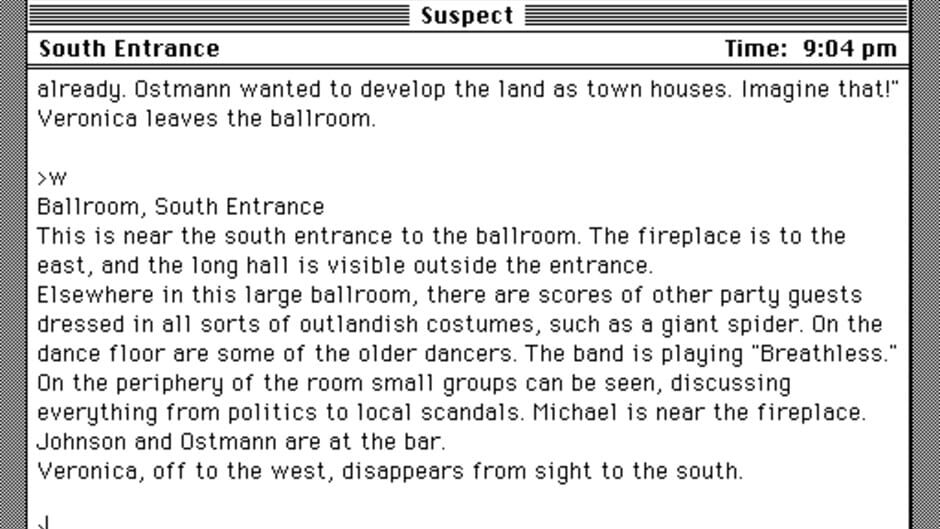 Suspect
South Entrance Time: 9:04 pm
already. Ostmann wanted to develop the land as town houses. Imagine that!"
Veronica leaves the ballroom.
>w
Ballroom, South Entrance
This is near the south entrance to the ballroom. The fireplace is to the
east, and the long hall is visible outside the entrance.
Elsewhere in this large ballroom, there are scores of other party guests
dressed in all sorts of outlandish costumes, such as a giant spider. On the
dance floor are some of the older dancers. The band is playing "Breathless."
On the periphery of the room small groups can be seen, discussing
everything from politics to local scandals. Michael is near the fireplace.
Johnson and Ostmann are at the bar.
Veronica, off to the west, disappears from sight to the south.